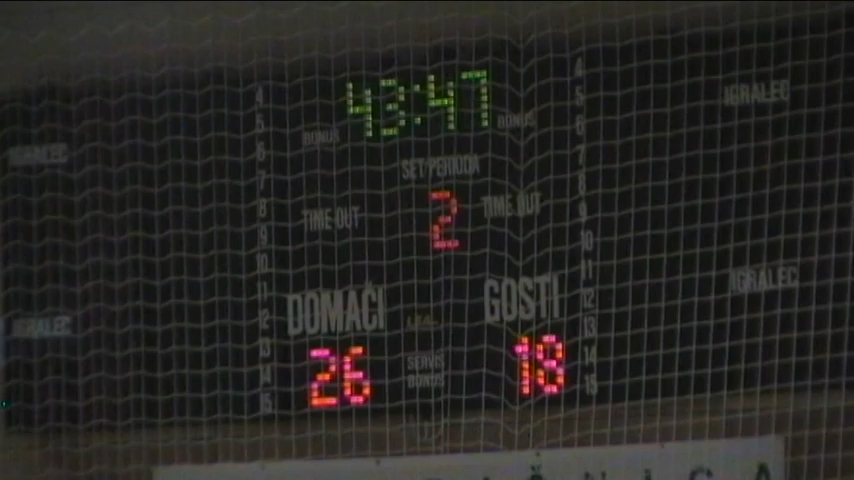 43:47
BONUS BONUS
IGRALEC
IGRALEC
SET/PERIODA
2
TIME OUT TIME OUT
DOMAČI GOSTI
IGRALEC
IGRALEC
26 18
SERVIS
BONUS
4
5
6
7
8
9
10
11
12
13
14
15
4
5
6
7
8
9
10
11
12
13
14
15